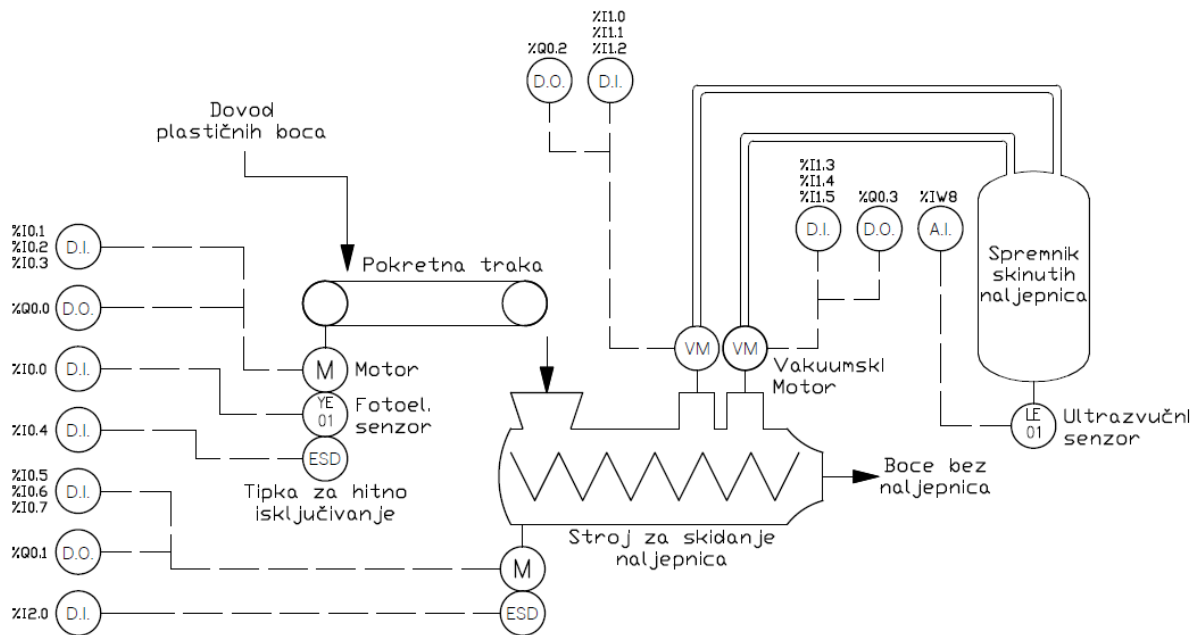 %I1.0
%I1.1
%I1.2
%Q0.2
D.O.
D.I.
Dovod
plastičnih boca
%I1.3
%I1.4
%I1.5
%Q0.3
%IW8
D.I.
D.O.
A.I.
%I0.1
%I0.2
%I0.3
D.I.
Pokretna traka
Spremnik
skinutih
naljepnica
%Q0.0
D.O.
VM
VM
Vakuumski
Motor
%I0.0
D.I.
M
Motor
YE
01
Fotoel.
senzor
%I0.4
D.I.
ESD
LE
01
Ultrazvučni
senzor
Tipka za hitno
isključivanje
%I0.5
%I0.6
%I0.7
D.I.
Boce bez
naljepnica
Stroj za skidanje
naljepnica
%Q0.1
D.O.
M
%I2.0
D.I.
ESD